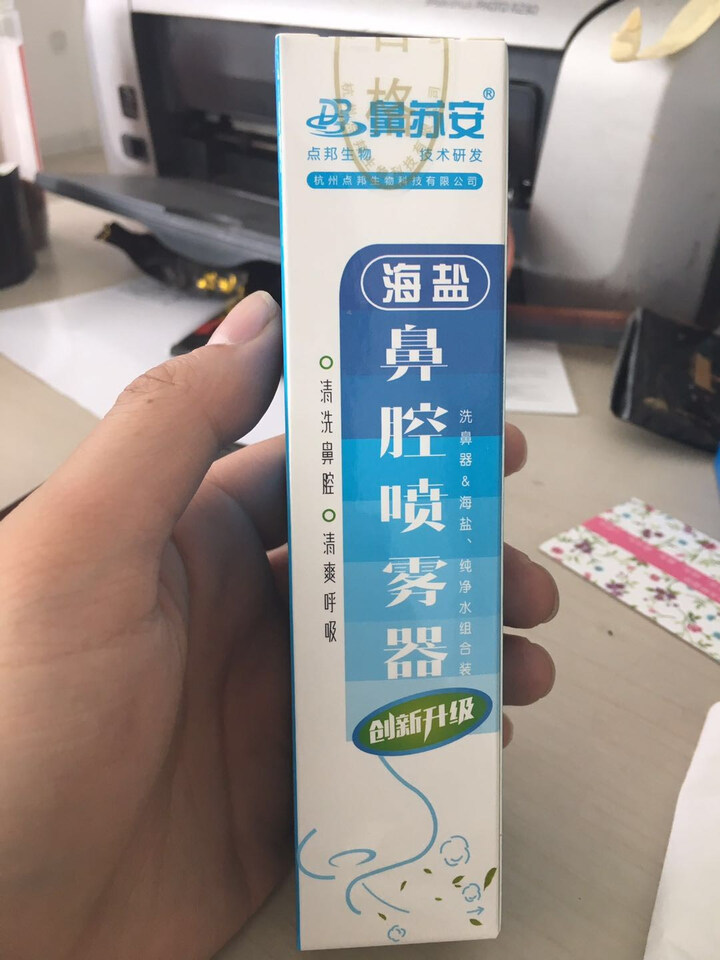 鼻苏安®
点邦生物 技术研发
杭州点邦生物科技有限公司
海盐
鼻腔喷雾器
洗鼻器&海盐、纯净水组合装
清洗鼻腔
清爽呼吸
创新升级